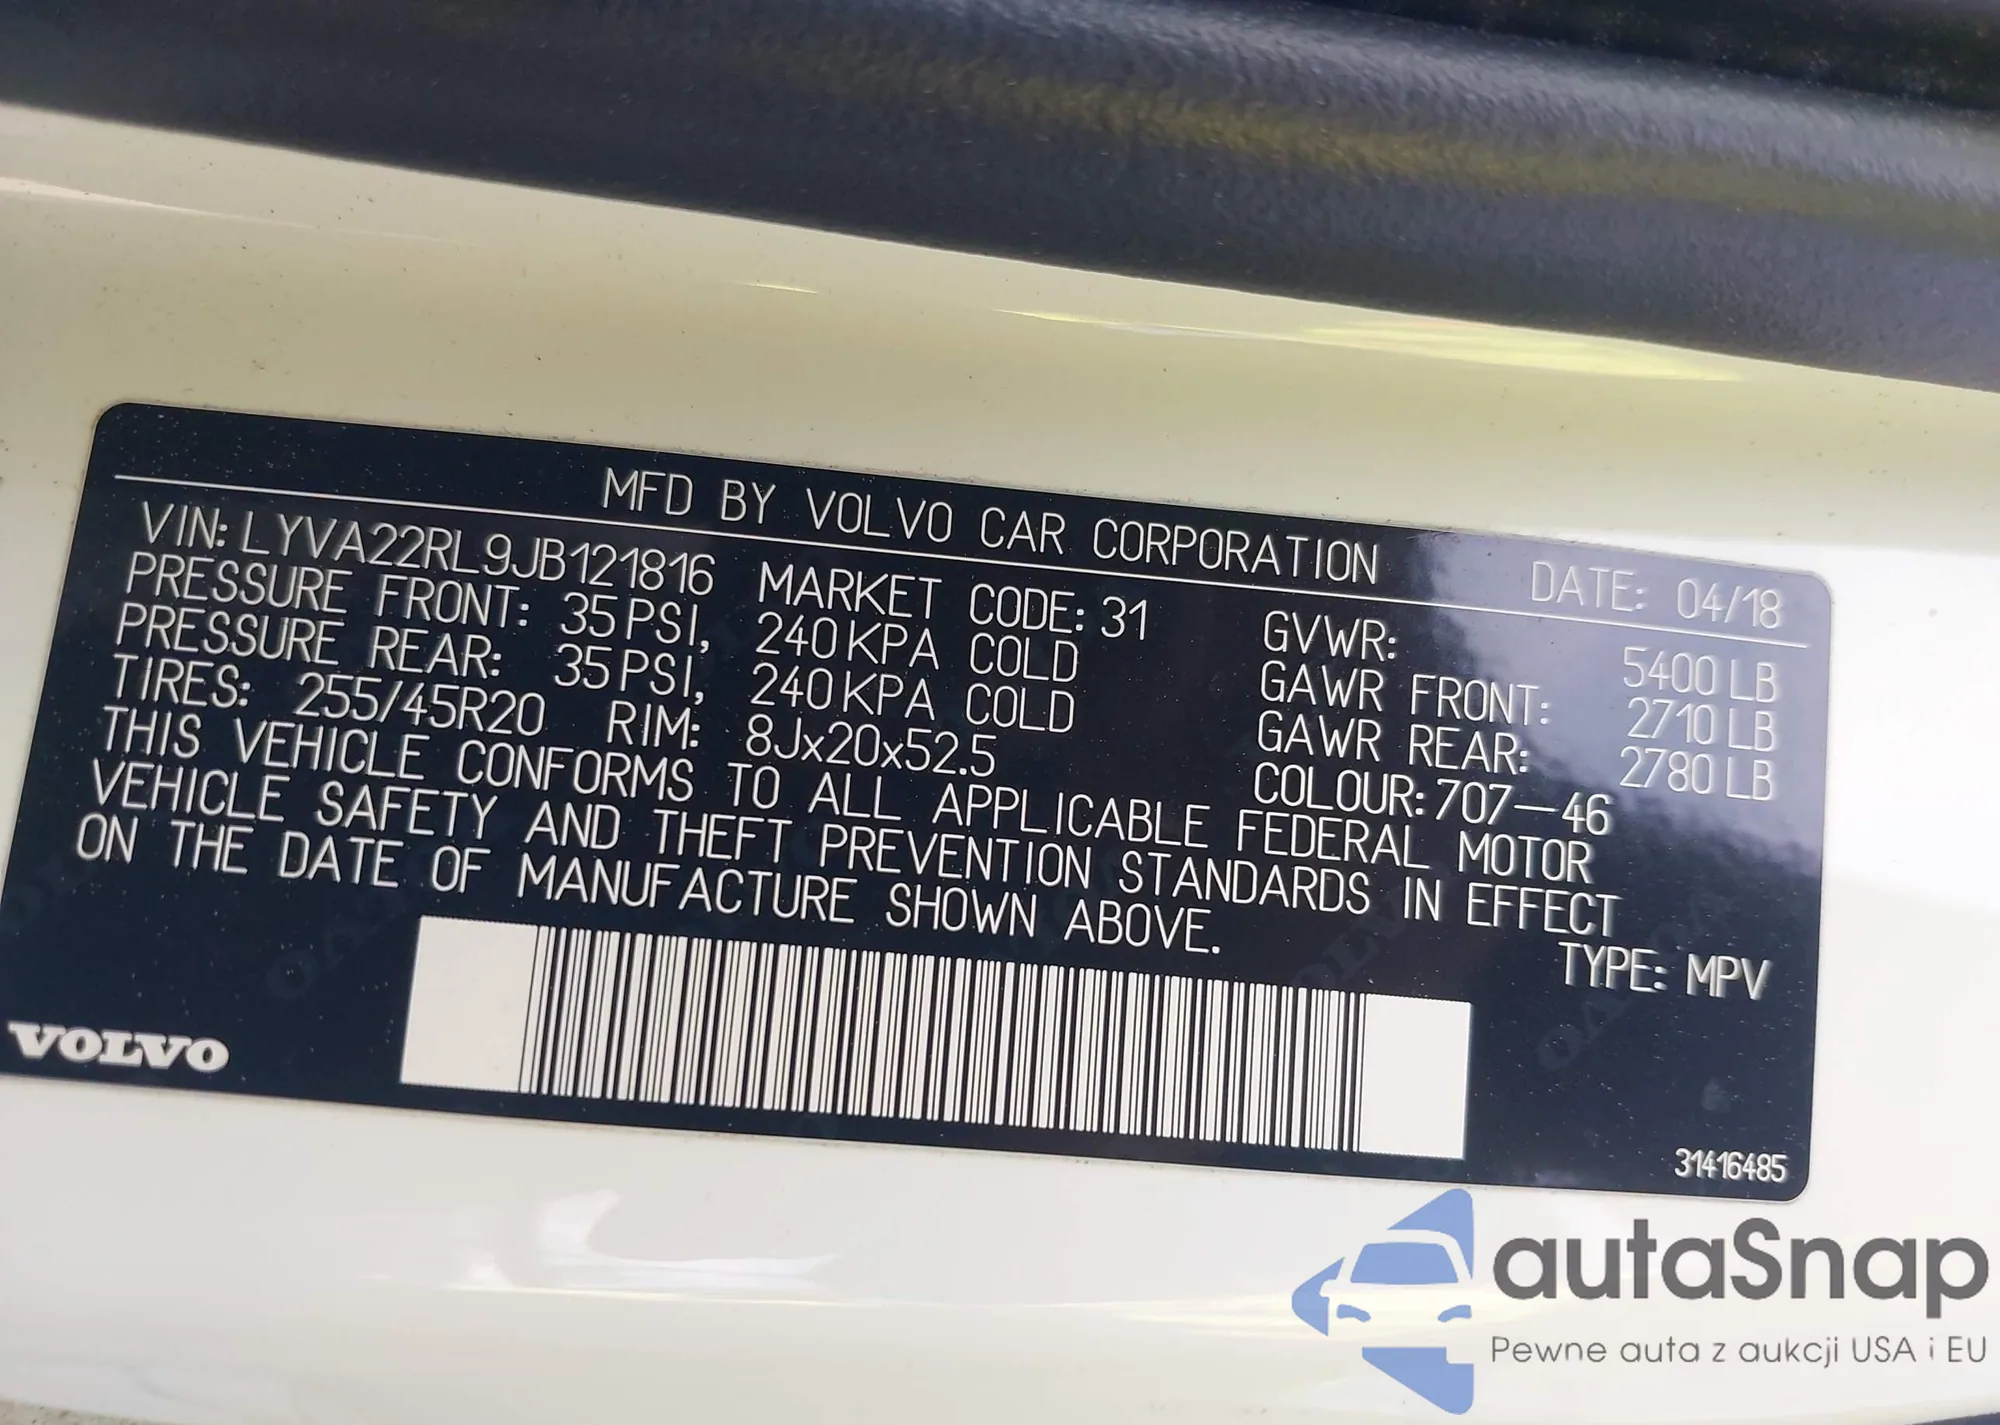 MFD BY VOLVO CAR CORPORATION DATE: 04/18
VIN: LYVA22RL9JB121816 MARKET CODE: 31 GVWR: 5400 LB
PRESSURE FRONT: 35 PSI, 240 KPA COLD GAWR FRONT: 2710 LB
PRESSURE REAR: 35 PSI, 240 KPA COLD GAWR REAR: 2780 LB
TIRES: 255/45R20 RIM: 8Jx20x52.5 COLOUR: 707-46
THIS VEHICLE CONFORMS TO ALL APPLICABLE FEDERAL MOTOR
VEHICLE SAFETY AND THEFT PREVENTION STANDARDS IN EFFECT
ON THE DATE OF MANUFACTURE SHOWN ABOVE.
TYPE: MPV
VOLVO
31416485
autaSnap
Pewne auta z aukcji USA i EU